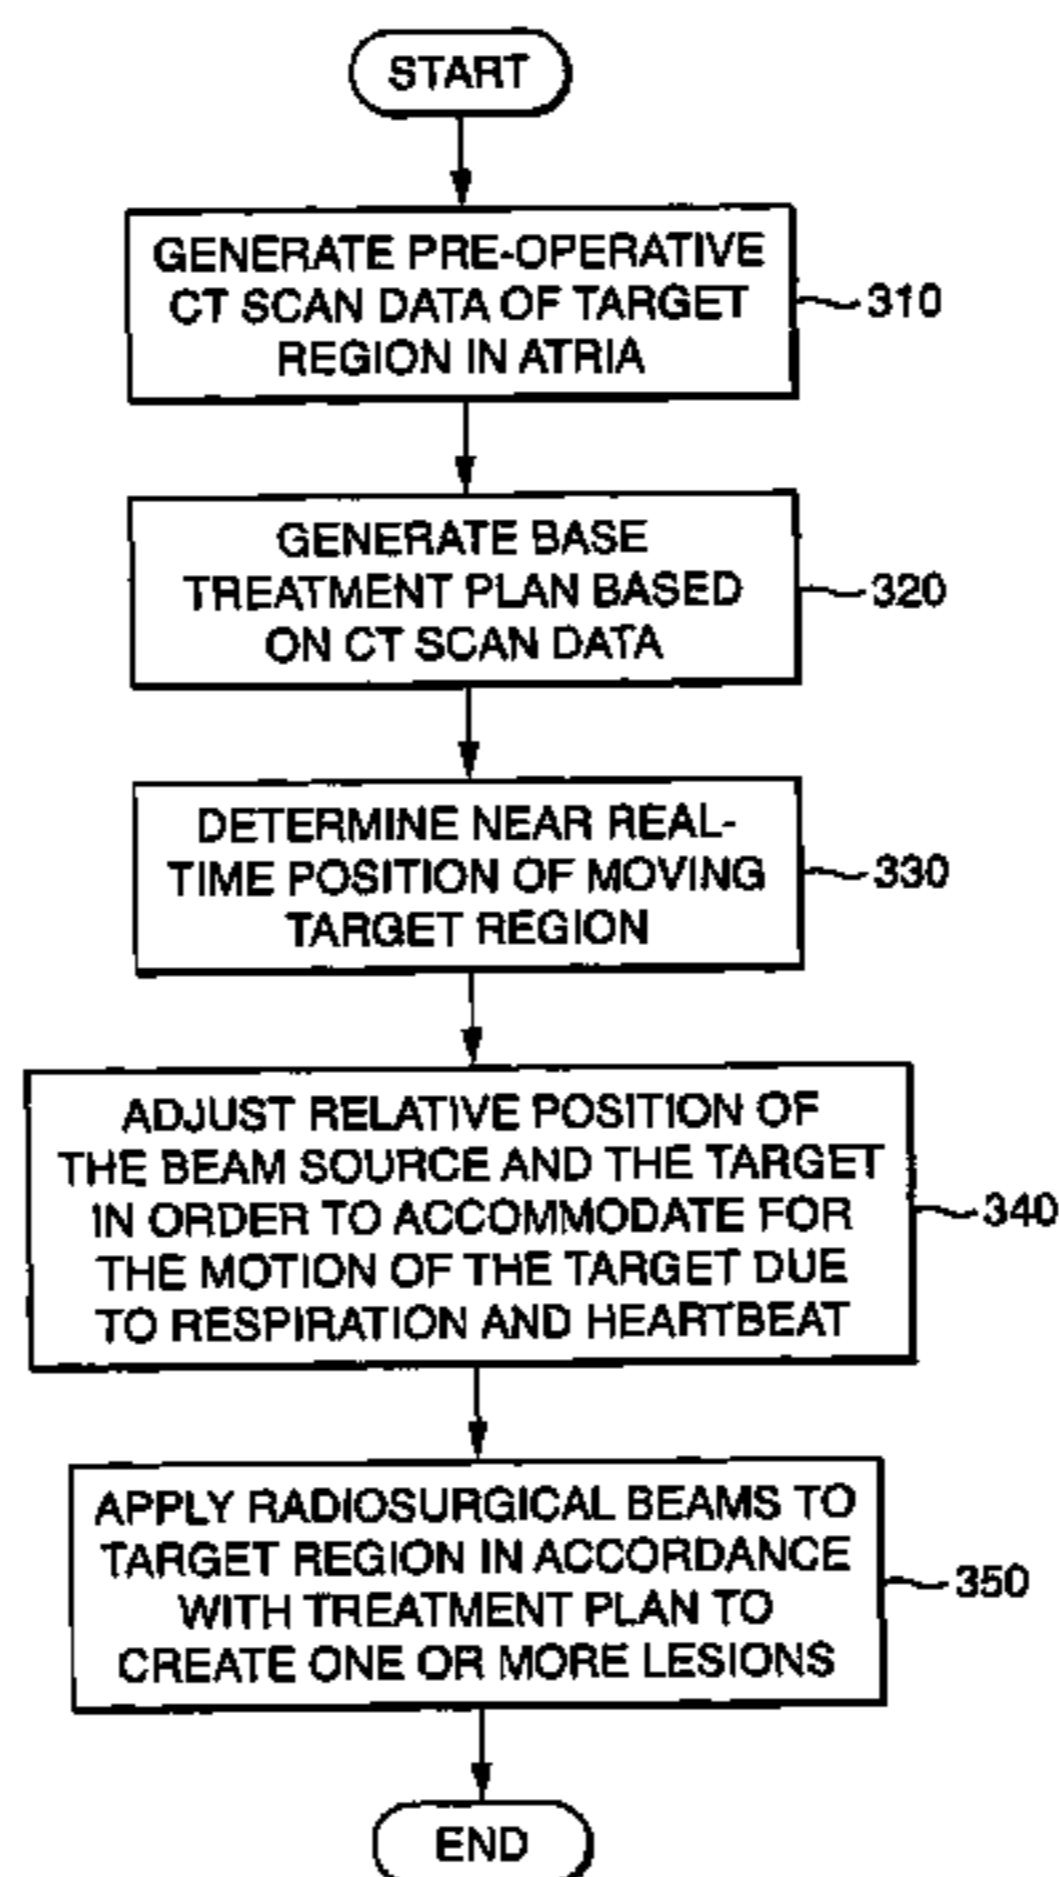 START
GENERATE PRE-OPERATIVE
CT SCAN DATA OF TARGET
REGION IN ATRIA
310
GENERATE BASE
TREATMENT PLAN BASED
ON CT SCAN DATA
320
DETERMINE NEAR REAL-
TIME POSITION OF MOVING
TARGET REGION
330
ADJUST RELATIVE POSITION OF
THE BEAM SOURCE AND THE TARGET
IN ORDER TO ACCOMMODATE FOR
THE MOTION OF THE TARGET DUE
TO RESPIRATION AND HEARTBEAT
340
APPLY RADIOSURGICAL BEAMS TO
TARGET REGION IN ACCORDANCE
WITH TREATMENT PLAN TO
CREATE ONE OR MORE LESIONS
350
END